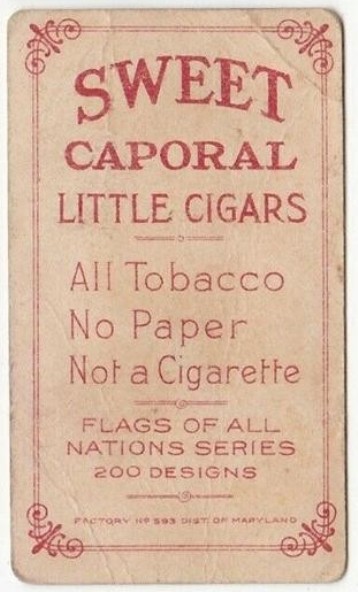 SWEET
CAPORAL
LITTLE CIGARS
All Tobacco
No Paper
Not a Cigarette
FLAGS OF ALL
NATIONS SERIES
200 DESIGNS
FACTORY Nº 593 DIST. OF MARYLAND